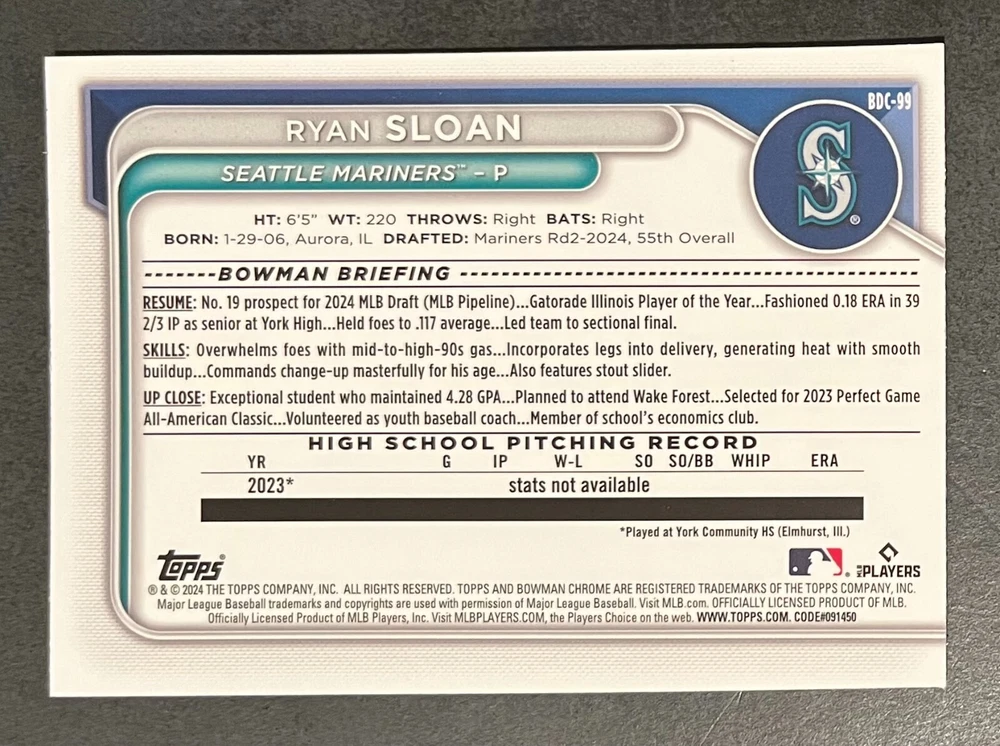 BDC-99
RYAN SLOAN
S®
SEATTLE MARINERS™ – P
HT: 6'5" WT: 220 THROWS: Right BATS: Right
BORN: 1-29-06, Aurora, IL DRAFTED: Mariners Rd2-2024, 55th Overall
BOWMAN BRIEFING
RESUME: No. 19 prospect for 2024 MLB Draft (MLB Pipeline)...Gatorade Illinois Player of the Year...Fashioned 0.18 ERA in 39
2/3 IP as senior at York High...Held foes to .117 average...Led team to sectional final.
SKILLS: Overwhelms foes with mid-to-high-90s gas...Incorporates legs into delivery, generating heat with smooth
buildup...Commands change-up masterfully for his age...Also features stout slider.
UP CLOSE: Exceptional student who maintained 4.28 GPA...Planned to attend Wake Forest...Selected for 2023 Perfect Game
All-American Classic...Volunteered as youth baseball coach...Member of school's economics club.
HIGH SCHOOL PITCHING RECORD
YR G IP W-L SO SO/BB WHIP ERA
2023* stats not available
*Played at York Community HS (Elmhurst, Ill.)
Topps® ® MLB PLAYERS
® & © 2024 THE TOPPS COMPANY, INC. ALL RIGHTS RESERVED. TOPPS AND BOWMAN CHROME ARE REGISTERED TRADEMARKS OF THE TOPPS COMPANY, INC.
Major League Baseball trademarks and copyrights are used with permission of Major League Baseball. Visit MLB.com. OFFICIALLY LICENSED PRODUCT OF MLB.
Officially Licensed Product of MLB Players, Inc. Visit MLBPLAYERS.COM, the Players Choice on the web. WWW.TOPPS.COM. CODE#091450